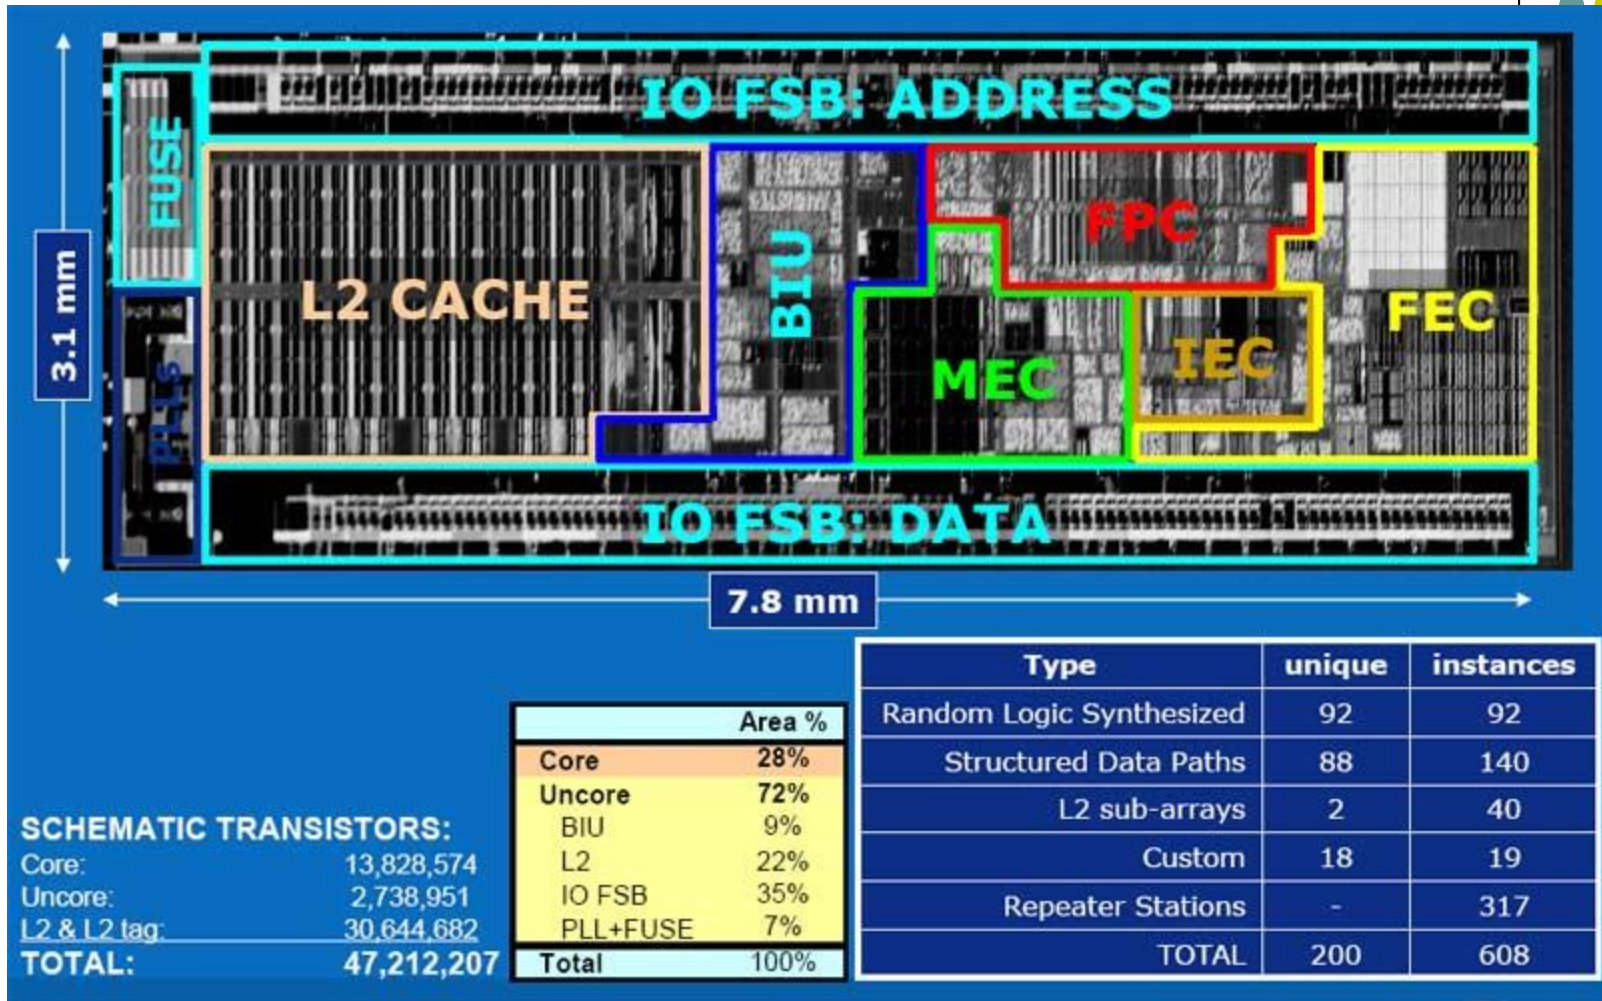 IO FSB: ADDRESS
FUSE
L2 CACHE
BIU
FPC
FEC
IEC
MEC
3.1 mm
PLLs
IO FSB: DATA
7.8 mm
Type unique instances
Random Logic Synthesized 92 92
Structured Data Paths 88 140
L2 sub-arrays 2 40
Custom 18 19
Repeater Stations - 317
TOTAL 200 608
Area %
Core 28%
Uncore 72%
BIU 9%
L2 22%
IO FSB 35%
PLL+FUSE 7%
Total 100%
SCHEMATIC TRANSISTORS:
Core: 13,828,574
Uncore: 2,738,951
L2 & L2 tag: 30,644,682
TOTAL: 47,212,207